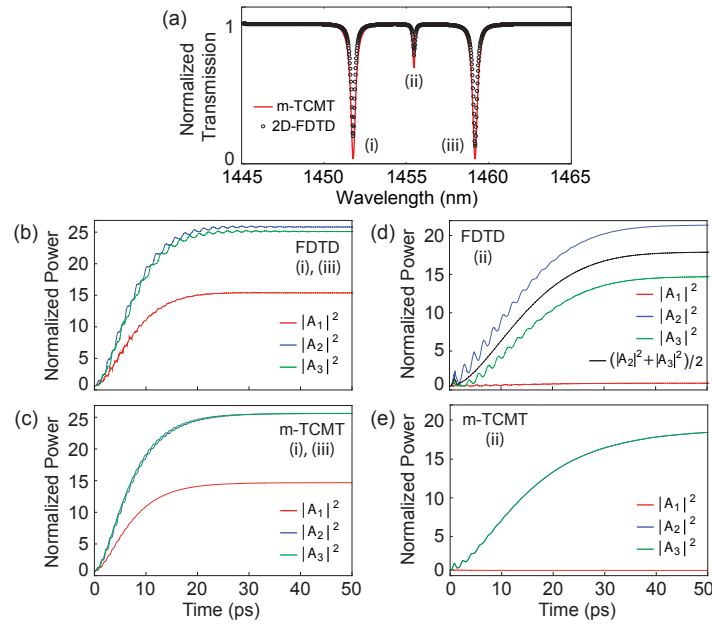 (a)
Normalized
Transmission
1
0
m-TCMT
2D-FDTD
(i)
(ii)
(iii)
1445
1450
1455
1460
1465
Wavelength (nm)
(b)
Normalized Power
25
20
15
10
5
0
FDTD
(i), (iii)
|A₁|²
|A₂|²
|A₃|²
(d)
Normalized Power
20
15
10
5
0
FDTD
(ii)
|A₁|²
|A₂|²
|A₃|²
(|A₂|²+|A₃|²)/2
(c)
Normalized Power
25
20
15
10
5
0
m-TCMT
(i), (iii)
|A₁|²
|A₂|²
|A₃|²
0
10
20
30
40
50
Time (ps)
(e)
Normalized Power
20
15
10
5
0
m-TCMT
(ii)
|A₁|²
|A₂|²
|A₃|²
0
10
20
30
40
50
Time (ps)